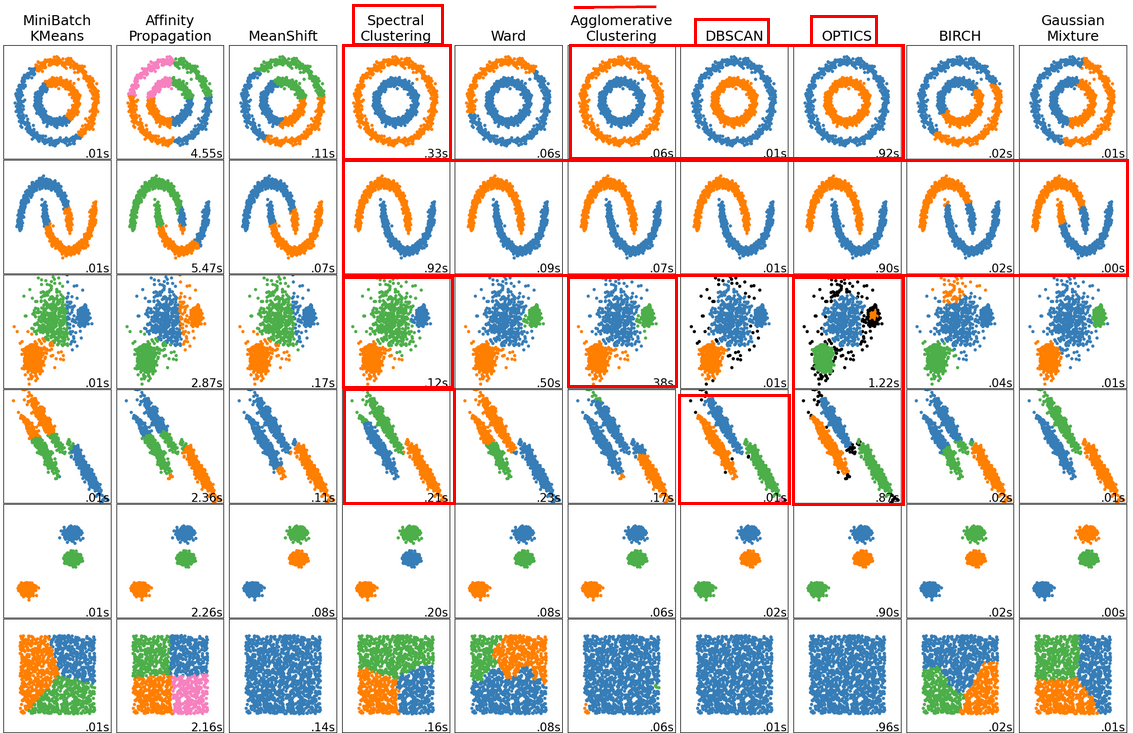 MiniBatch KMeans
Affinity Propagation
MeanShift
Spectral Clustering
Ward
Agglomerative Clustering
DBSCAN
OPTICS
BIRCH
Gaussian Mixture
.01s 4.55s .11s .33s .06s .06s .01s .92s .02s .01s
.01s 5.47s .07s .92s .09s .07s .01s .90s .02s .00s
.01s 2.87s .17s .12s .50s .38s .01s 1.22s .04s .01s
.01s 2.36s .11s .21s .23s .17s .01s .02s .01s
.01s 2.26s .08s .20s .08s .06s .02s .90s .02s .00s
.01s 2.16s .14s .16s .08s .06s .01s .96s .02s .01s